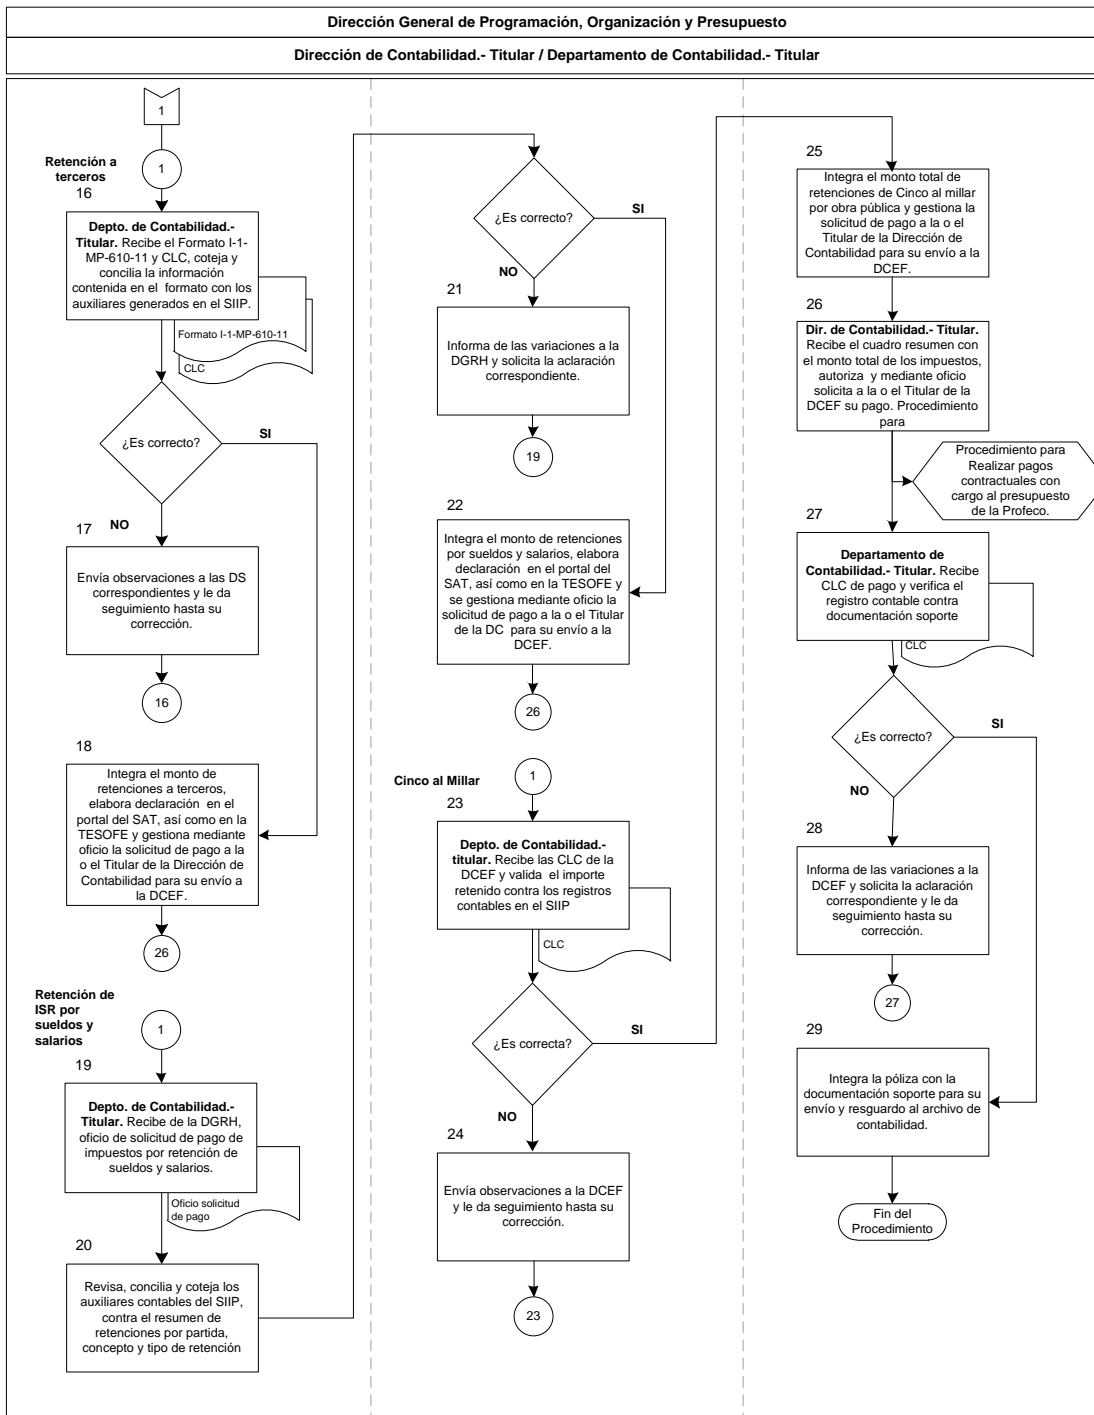 Dirección General de Programación, Organización y Presupuesto
Dirección de Contabilidad.- Titular / Departamento de Contabilidad.- Titular
1
1
Retención a
terceros
16
Depto. de Contabilidad.-
Titular. Recibe el Formato I-1-
MP-610-11 y CLC, coteja y
concilia la información
contenida en el formato con los
auxiliares generados en el SIIP.
Formato I-1-MP-610-11
CLC
¿Es correcto?
SI
NO
17
Envía observaciones a las DS
correspondientes y le da
seguimiento hasta su
corrección.
16
18
Integra el monto de
retenciones a terceros,
elabora declaración en el
portal del SAT, así como en la
TESOFE y gestiona mediante
oficio la solicitud de pago a la
o el Titular de la Dirección de
Contabilidad para su envío a
la DCEF.
26
Retención de
ISR por
sueldos y
salarios
1
19
Depto. de Contabilidad.-
Titular. Recibe de la DGRH,
oficio de solicitud de pago de
impuestos por retención de
sueldos y salarios.
Oficio solicitud
de pago
20
Revisa, concilia y coteja los
auxiliares contables del SIIP,
contra el resumen de
retenciones por partida,
concepto y tipo de retención
¿Es correcto?
SI
NO
21
Informa de las variaciones a la
DGRH y solicita la aclaración
correspondiente.
19
22
Integra el monto de retenciones
por sueldos y salarios, elabora
declaración en el portal del
SAT, así como en la TESOFE y
se gestiona mediante oficio la
solicitud de pago a la o el Titular
de la DC para su envío a la
DCEF.
26
Cinco al Millar
1
23
Depto. de Contabilidad.-
titular. Recibe las CLC de la
DCEF y valida el importe
retenido contra los registros
contables en el SIIP
CLC
¿Es correcta?
SI
NO
24
Envía observaciones a la DCEF
y le da seguimiento hasta su
corrección.
23
25
Integra el monto total de
retenciones de Cinco al millar
por obra pública y gestiona la
solicitud de pago a la o el
Titular de la Dirección de
Contabilidad para su envío a la
DCEF.
26
Dir. de Contabilidad.- Titular.
Recibe el cuadro resumen con
el monto total de los impuestos,
autoriza y mediante oficio
solicita a la o el Titular de la
DCEF su pago. Procedimiento
para
Procedimiento para
Realizar pagos
contractuales con
cargo al presupuesto
de la Profeco.
27
Departamento de
Contabilidad.- Titular. Recibe
CLC de pago y verifica el
registro contable contra
documentación soporte
CLC
¿Es correcto?
SI
NO
28
Informa de las variaciones a la
DCEF y solicita la aclaración
correspondiente y le da
seguimiento hasta su
corrección.
27
29
Integra la póliza con la
documentación soporte para su
envío y resguardo al archivo de
contabilidad.
Fin del
Procedimiento